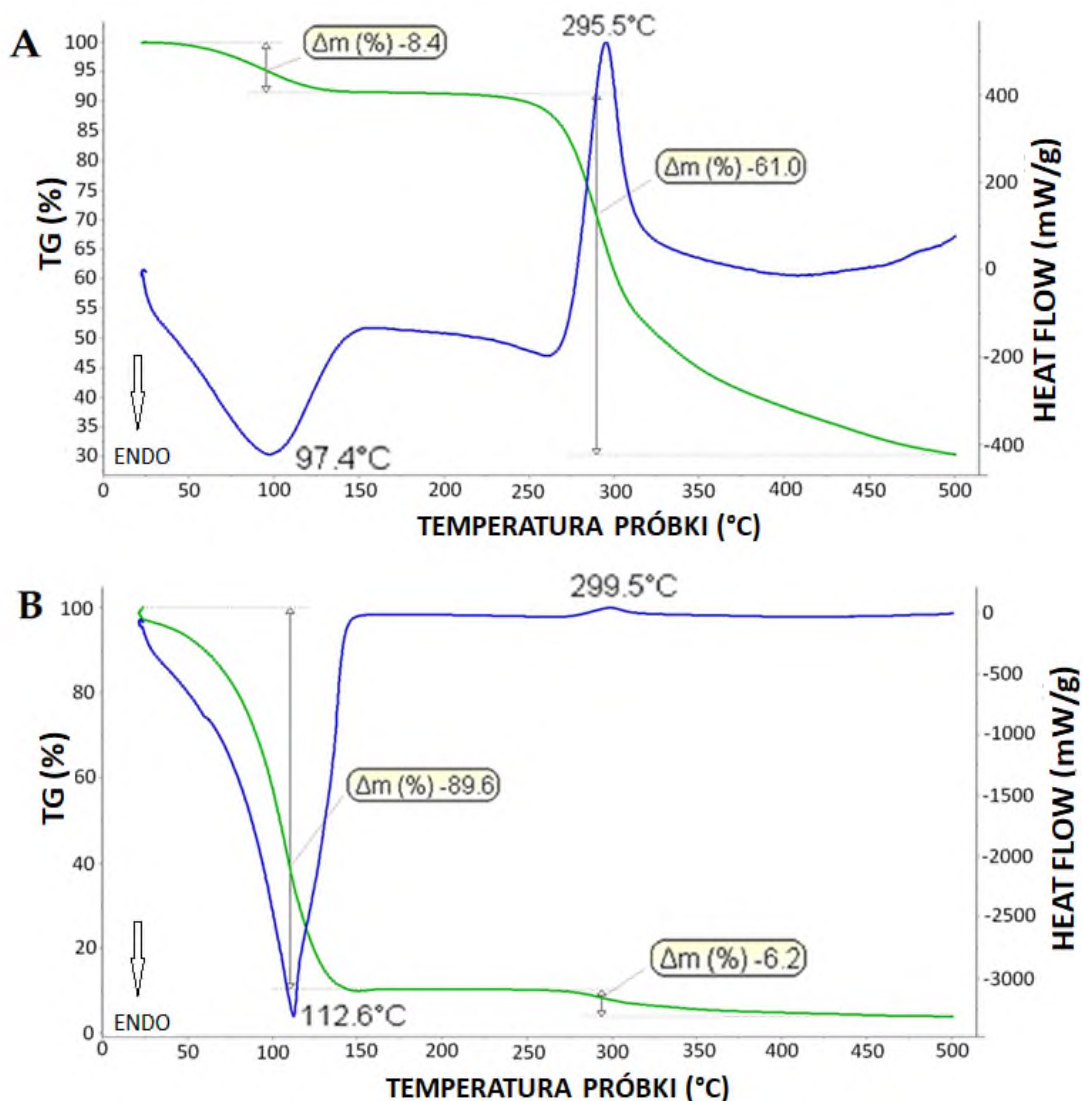 A
295.5°C
Δm (%) -8.4
100
95
90
85
80
75
70
65
60
55
50
45
40
35
30
TG (%)
400
200
0
-200
-400
HEAT FLOW (mW/g)
Δm (%) -61.0
ENDO
97.4°C
0 50 100 150 200 250 300 350 400 450 500
TEMPERATURA PRÓBKI (°C)
B
299.5°C
100
80
60
40
20
0
TG (%)
0
-500
-1000
-1500
-2000
-2500
-3000
HEAT FLOW (mW/g)
Δm (%) -89.6
Δm (%) -6.2
ENDO
112.6°C
0 50 100 150 200 250 300 350 400 450 500
TEMPERATURA PRÓBKI (°C)